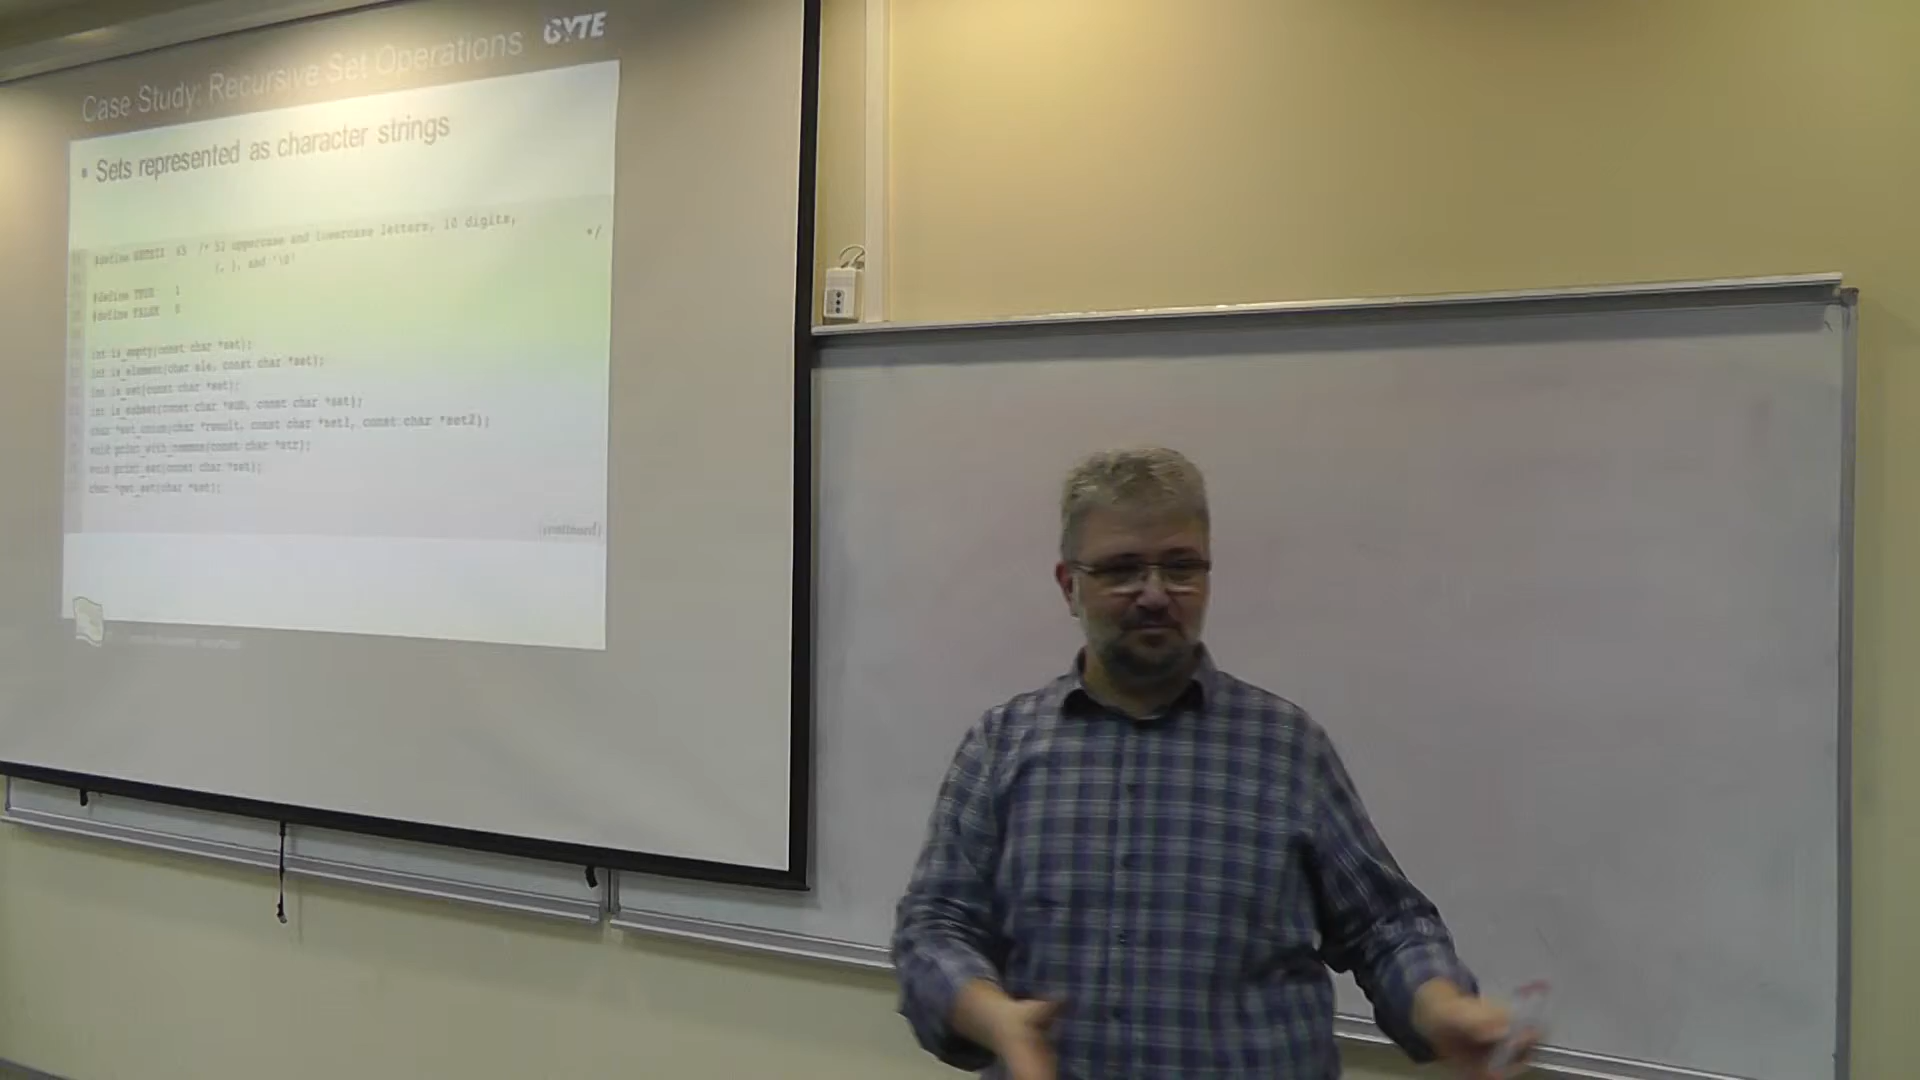 Case Study: Recursive Set Operations
GYTE
• Sets represented as character strings
#define SETSIZ 65 /* 52 uppercase and lowercase letters, 10 digits, */
{, }, and '\0'
#define TRUE 1
#define FALSE 0
int is_empty(const char *set);
int is_element(char ele, const char *set);
int is_set(const char *set);
int is_subset(const char *sub, const char *set);
char *set_union(char *result, const char *set1, const char *set2);
void print_with_commas(const char *str);
void print_set(const char *set);
char *get_set(char *set);
(continued)